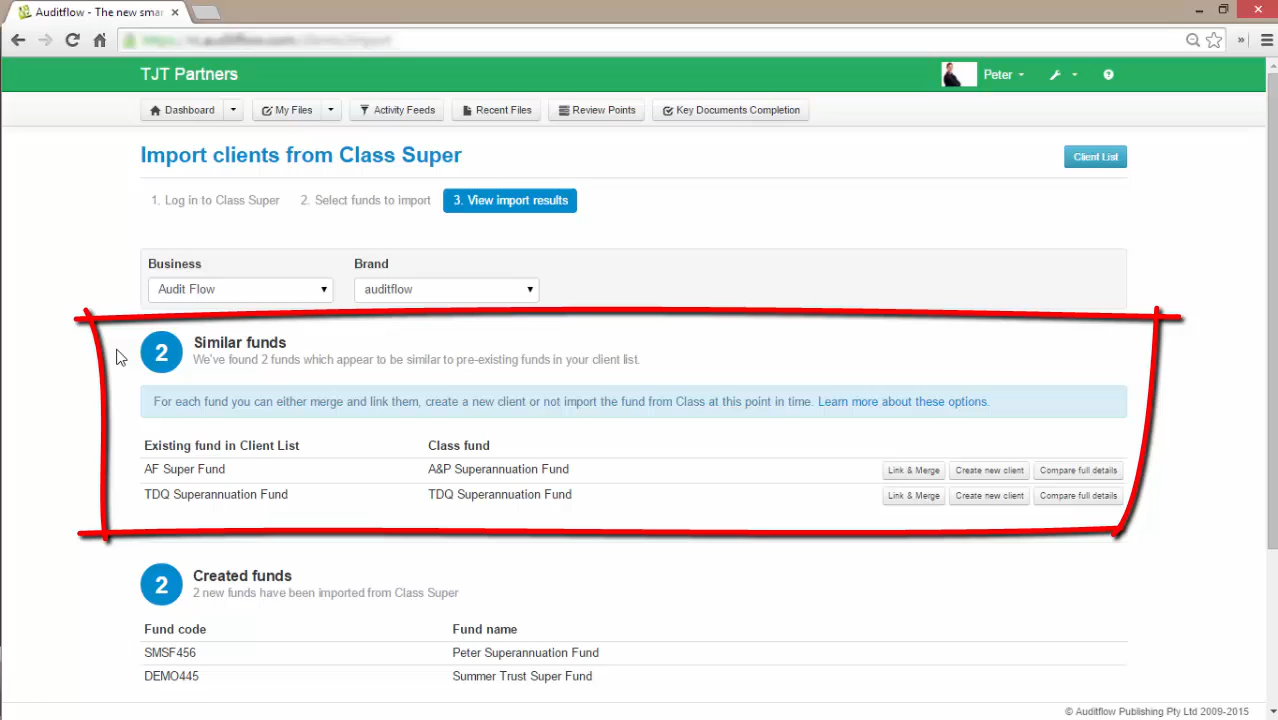 Auditflow - The new smar
TJT Partners
Peter
Dashboard My Files Activity Feeds Recent Files Review Points Key Documents Completion
Import clients from Class Super
Client List
1. Log in to Class Super 2. Select funds to import 3. View import results
Business Brand
Audit Flow auditflow
2 Similar funds
We've found 2 funds which appear to be similar to pre-existing funds in your client list.
For each fund you can either merge and link them, create a new client or not import the fund from Class at this point in time. Learn more about these options.
Existing fund in Client List Class fund
AF Super Fund A&P Superannuation Fund Link & Merge Create new client Compare full details
TDQ Superannuation Fund TDQ Superannuation Fund Link & Merge Create new client Compare full details
2 Created funds
2 new funds have been imported from Class Super
Fund code Fund name
SMSF456 Peter Superannuation Fund
DEMO445 Summer Trust Super Fund
© Auditflow Publishing Pty Ltd 2009-2015